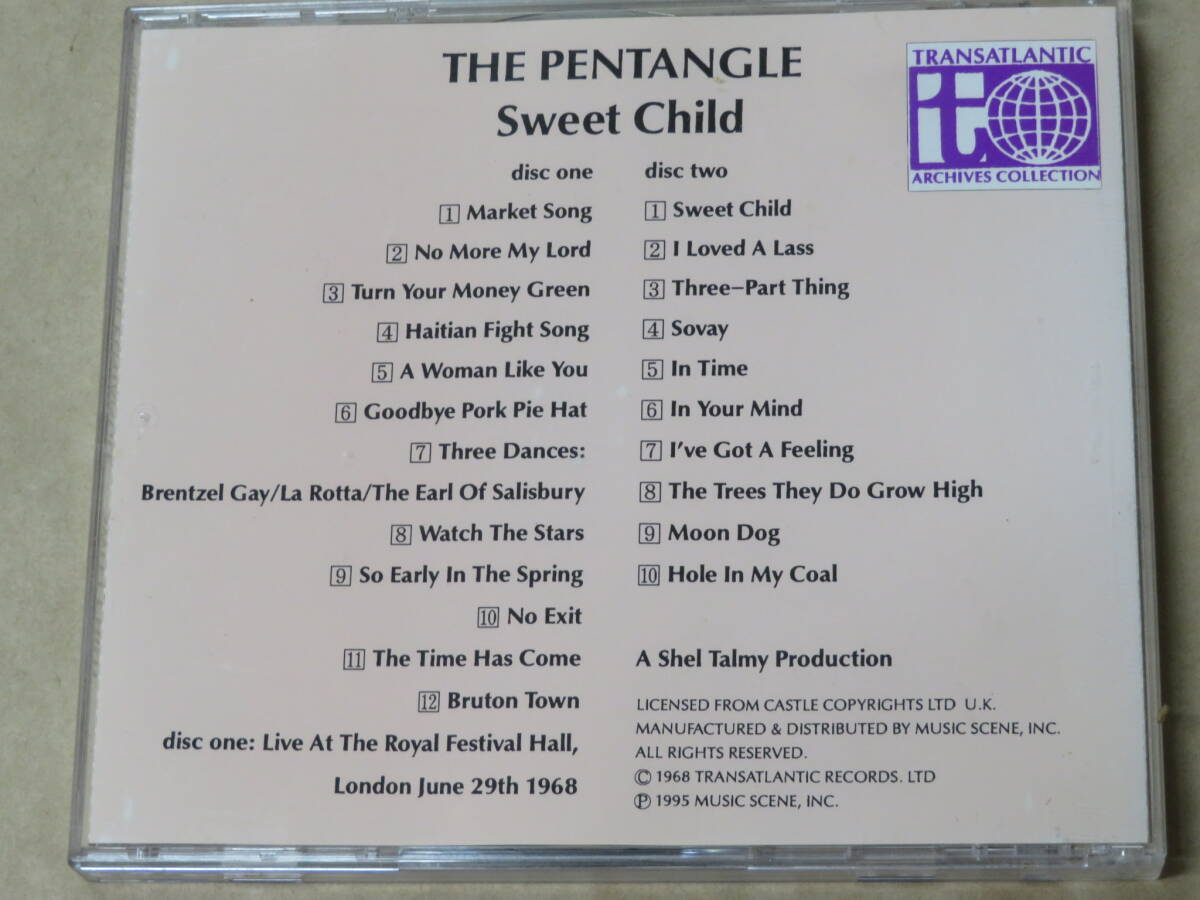 THE PENTANGLE
Sweet Child
TRANSATLANTIC
it
ARCHIVES COLLECTION
disc one
1 Market Song
2 No More My Lord
3 Turn Your Money Green
4 Haitian Fight Song
5 A Woman Like You
6 Goodbye Pork Pie Hat
7 Three Dances:
Brentzel Gay/La Rotta/The Earl Of Salisbury
8 Watch The Stars
9 So Early In The Spring
10 No Exit
11 The Time Has Come
12 Bruton Town
disc one: Live At The Royal Festival Hall,
London June 29th 1968
disc two
1 Sweet Child
2 I Loved A Lass
3 Three-Part Thing
4 Sovay
5 In Time
6 In Your Mind
7 I've Got A Feeling
8 The Trees They Do Grow High
9 Moon Dog
10 Hole In My Coal
A Shel Talmy Production
LICENSED FROM CASTLE COPYRIGHTS LTD U.K.
MANUFACTURED & DISTRIBUTED BY MUSIC SCENE, INC.
ALL RIGHTS RESERVED.
© 1968 TRANSATLANTIC RECORDS. LTD
℗ 1995 MUSIC SCENE, INC.